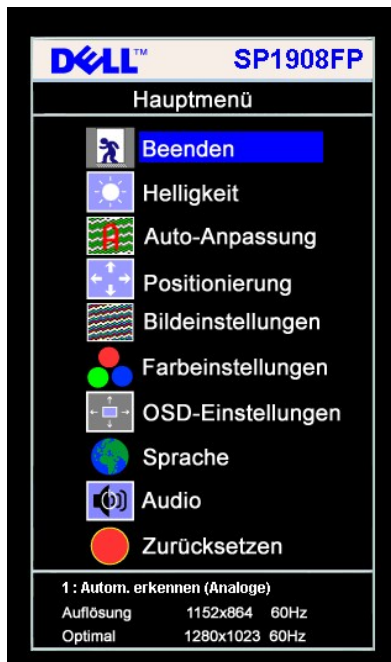 DELL™ SP1908FP
Hauptmenü
Beenden
Helligkeit
Auto-Anpassung
Positionierung
Bildeinstellungen
Farbeinstellungen
OSD-Einstellungen
Sprache
Audio
Zurücksetzen
1 : Autom. erkennen (Analoge)
Auflösung 1152x864 60Hz
Optimal 1280x1023 60Hz